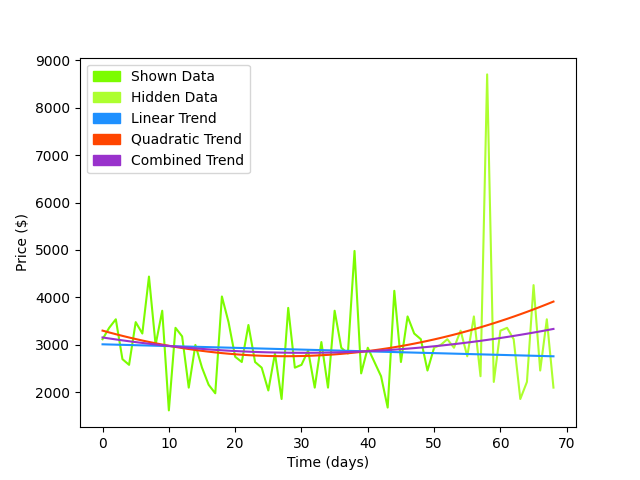 9000
8000
7000
6000
5000
4000
3000
2000
Price ($)
Shown Data
Hidden Data
Linear Trend
Quadratic Trend
Combined Trend
0 10 20 30 40 50 60 70
Time (days)